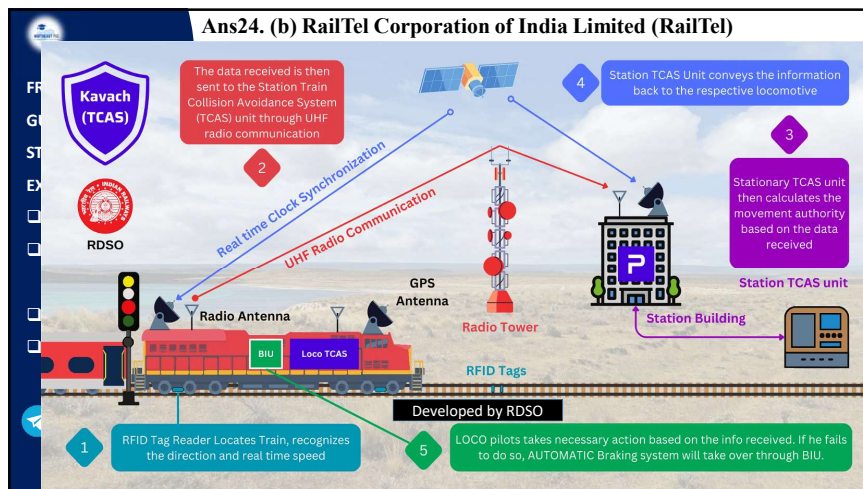 Ans24. (b) RailTel Corporation of India Limited (RailTel)
NORTHEAST PSC
FR
GU
ST
EX
Kavach
(TCAS)
INDIAN RAILWAYS
RDSO
The data received is then
sent to the Station Train
Collision Avoidance System
(TCAS) unit through UHF
radio communication
2
4
Station TCAS Unit conveys the information
back to the respective locomotive
3
Stationary TCAS unit
then calculates the
movement authority
based on the data
received
Real time Clock Synchronization
UHF Radio Communication
GPS
Antenna
Radio Antenna
Radio Tower
P
Station TCAS unit
Station Building
BIU
Loco TCAS
RFID Tags
Developed by RDSO
1
RFID Tag Reader Locates Train, recognizes
the direction and real time speed
5
LOCO pilots takes necessary action based on the info received. If he fails
to do so, AUTOMATIC Braking system will take over through BIU.